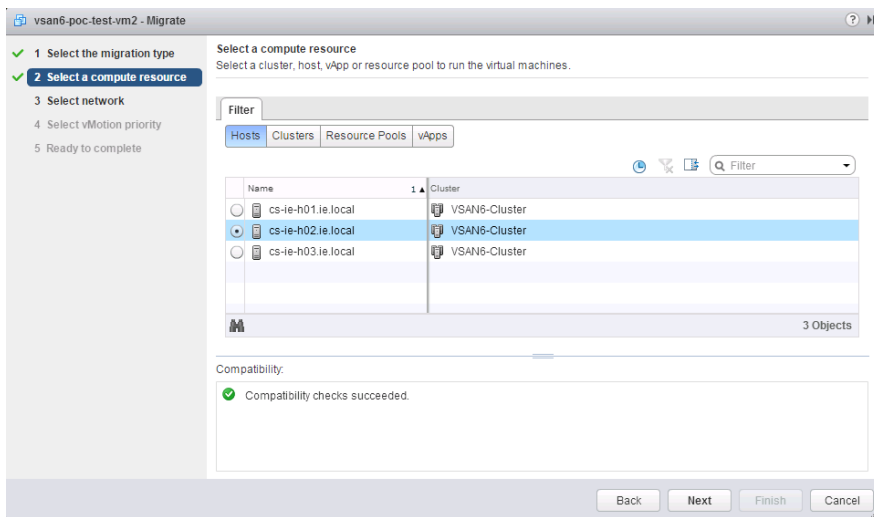 vsan6-poc-test-vm2 - Migrate
1 Select the migration type
2 Select a compute resource
3 Select network
4 Select vMotion priority
5 Ready to complete
Select a compute resource
Select a cluster, host, vApp or resource pool to run the virtual machines.
Filter
Hosts Clusters Resource Pools vApps
Filter
Name 1 ▲ Cluster
cs-ie-h01.ie.local VSAN6-Cluster
cs-ie-h02.ie.local VSAN6-Cluster
cs-ie-h03.ie.local VSAN6-Cluster
3 Objects
Compatibility:
Compatibility checks succeeded.
Back Next Finish Cancel